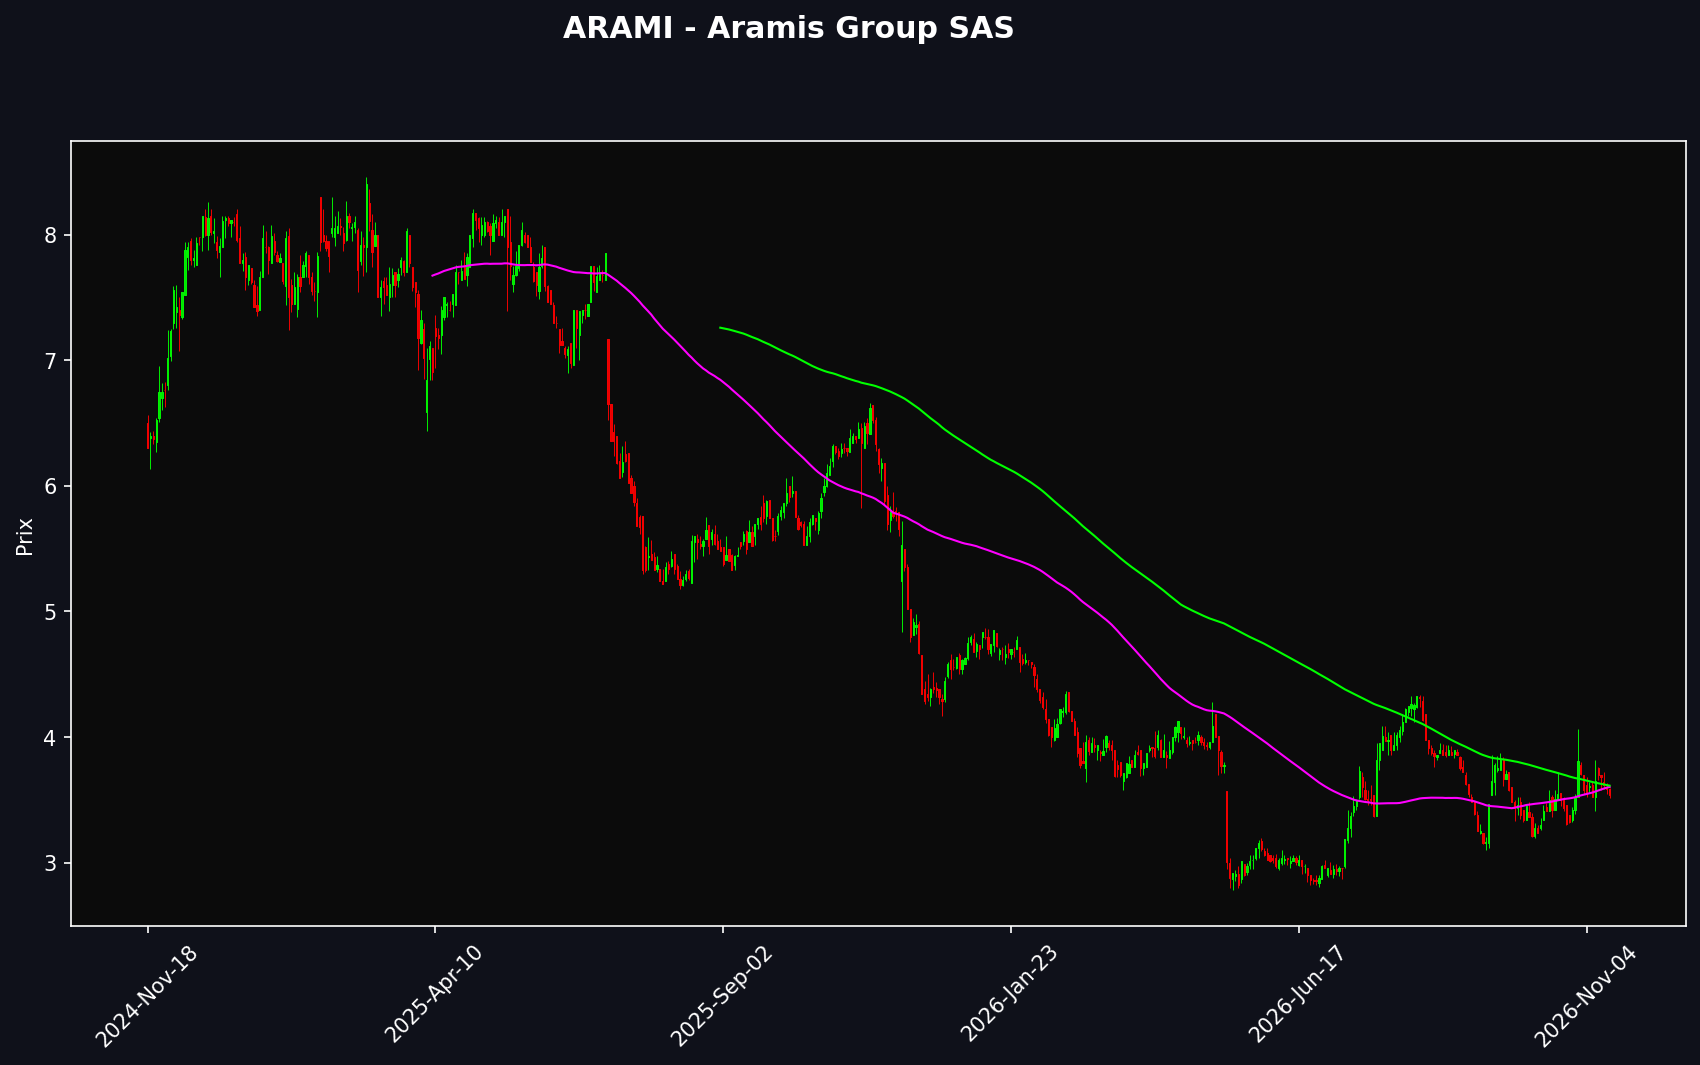 ARAMI - Aramis Group SAS
Prix
8
7
6
5
4
3
2024-Nov-18
2025-Apr-10
2025-Sep-02
2026-Jan-23
2026-Jun-17
2026-Nov-04